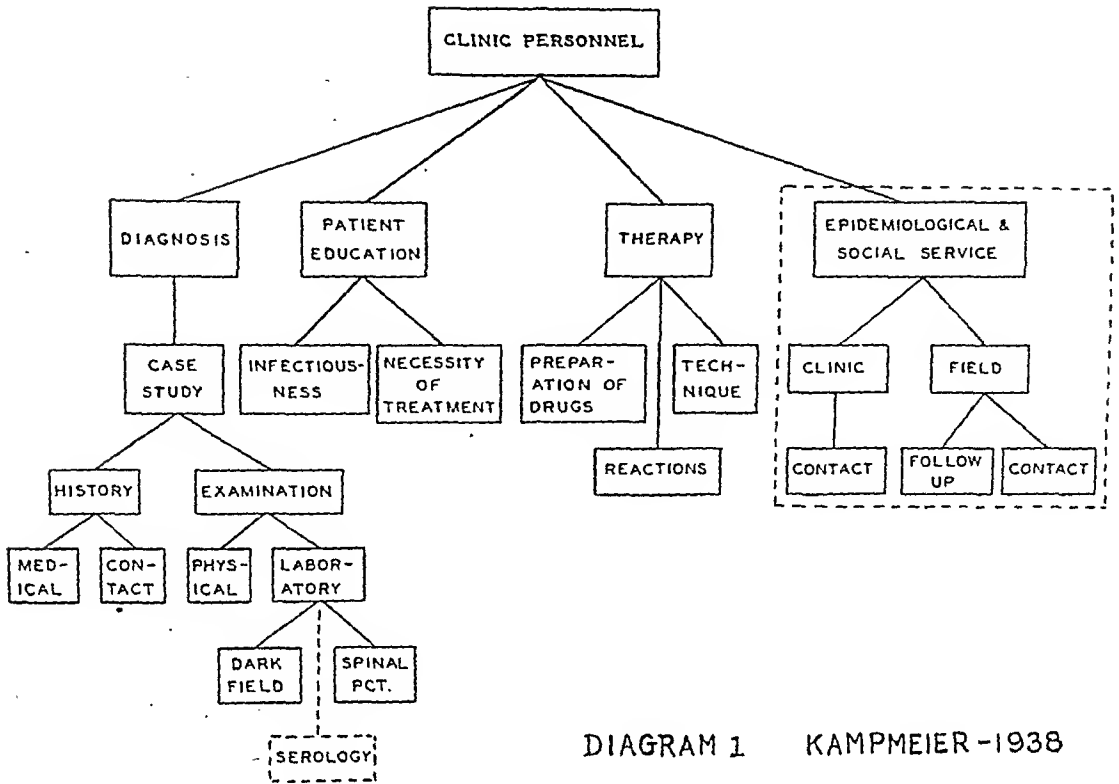 CLINIC PERSONNEL
DIAGNOSIS
PATIENT
EDUCATION
THERAPY
EPIDEMIOLOGICAL &
SOCIAL SERVICE
CASE
STUDY
INFECTIOUS-
NESS
NECESSITY
OF
TREATMENT
PREPAR-
ATION OF
DRUGS
TECH-
NIQUE
CLINIC
FIELD
HISTORY
EXAMINATION
REACTIONS
CONTACT
FOLLOW
UP
CONTACT
MED-
ICAL
CON-
TACT
PHYS-
ICAL
LABOR-
ATORY
DARK
FIELD
SPINAL
PCT.
SEROLOGY
DIAGRAM 1 KAMPMEIER-1938